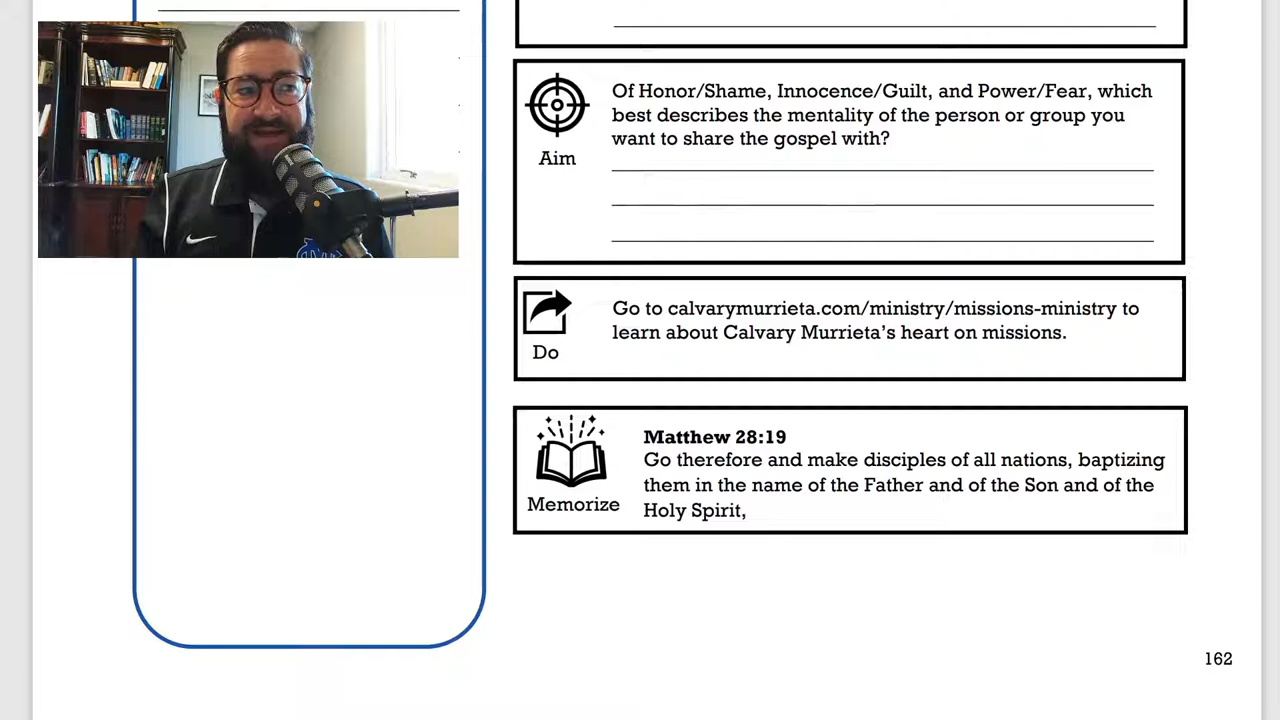 Of Honor/Shame, Innocence/Guilt, and Power/Fear, which
best describes the mentality of the person or group you
want to share the gospel with?
Aim
Go to calvarymurrieta.com/ministry/missions-ministry to
learn about Calvary Murrieta’s heart on missions.
Do
Matthew 28:19
Go therefore and make disciples of all nations, baptizing
them in the name of the Father and of the Son and of the
Holy Spirit,
Memorize
162